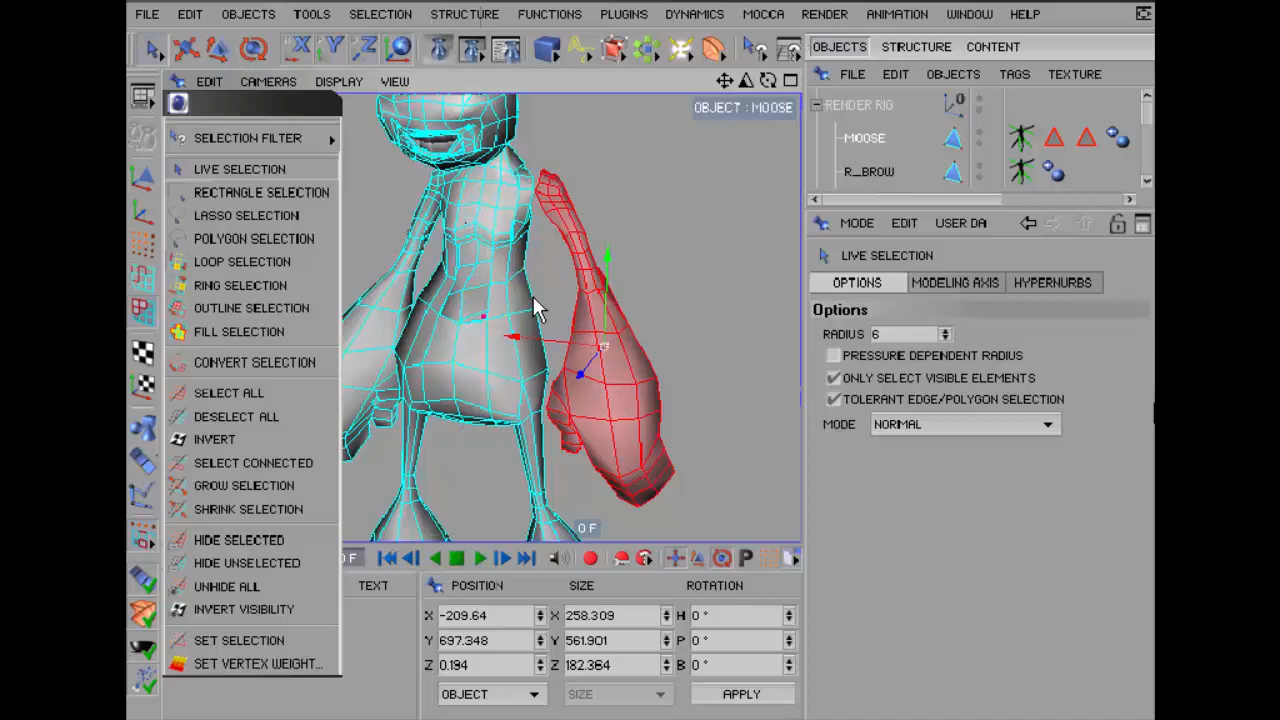 FILE EDIT OBJECTS TOOLS SELECTION STRUCTURE FUNCTIONS PLUGINS DYNAMICS MOCCA RENDER ANIMATION WINDOW HELP
OBJECTS STRUCTURE CONTENT
EDIT CAMERAS DISPLAY VIEW
FILE EDIT OBJECTS TAGS TEXTURE
OBJECT : MOOSE
RENDER RIG
MOOSE
R_BROW
SELECTION FILTER
LIVE SELECTION
RECTANGLE SELECTION
LASSO SELECTION
POLYGON SELECTION
LOOP SELECTION
RING SELECTION
OUTLINE SELECTION
FILL SELECTION
CONVERT SELECTION
SELECT ALL
DESELECT ALL
INVERT
SELECT CONNECTED
GROW SELECTION
SHRINK SELECTION
HIDE SELECTED
HIDE UNSELECTED
UNHIDE ALL
INVERT VISIBILITY
SET SELECTION
SET VERTEX WEIGHT...
MODE EDIT USER DA
LIVE SELECTION
OPTIONS MODELING AXIS HYPERNURBS
Options
RADIUS 6
PRESSURE DEPENDENT RADIUS
ONLY SELECT VISIBLE ELEMENTS
TOLERANT EDGE/POLYGON SELECTION
MODE NORMAL
0 F
0 F
P
TEXT
POSITION SIZE ROTATION
X -209.64 X 258.309 H 0 °
Y 697.348 Y 561.901 P 0 °
Z 0.194 Z 182.364 B 0 °
OBJECT SIZE APPLY